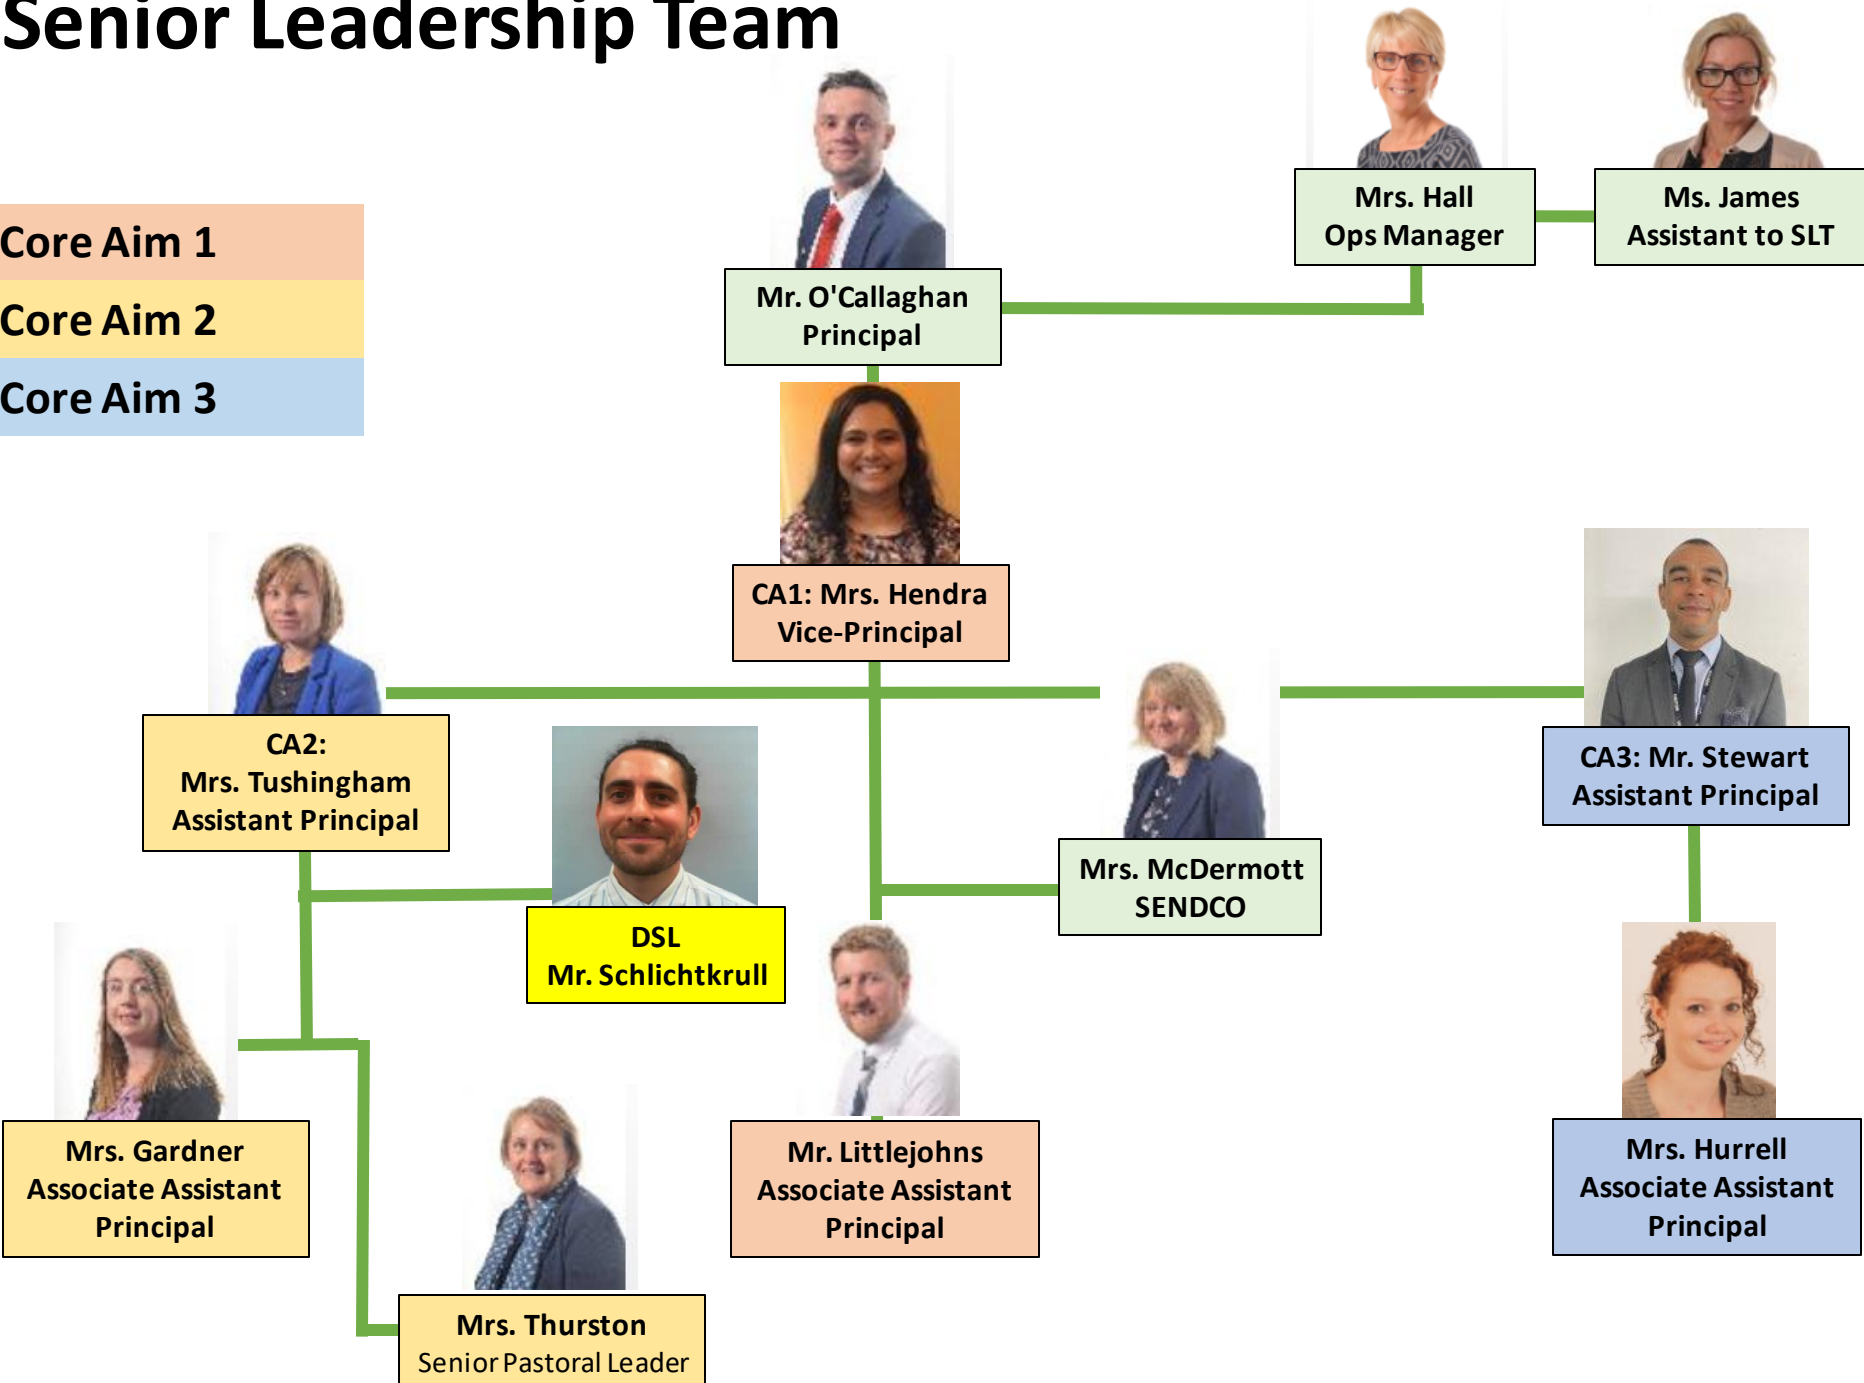 Senior Leadership Team
Mrs. Hall
Ops Manager
Ms. James
Assistant to SLT
Core Aim 1
Core Aim 2
Core Aim 3
Mr. O'Callaghan
Principal
CA1: Mrs. Hendra
Vice-Principal
CA2:
Mrs. Tushingham
Assistant Principal
CA3: Mr. Stewart
Assistant Principal
Mrs. McDermott
SENDCO
DSL
Mr. Schlichtkrull
Mrs. Gardner
Associate Assistant
Principal
Mr. Littlejohns
Associate Assistant
Principal
Mrs. Hurrell
Associate Assistant
Principal
Mrs. Thurston
Senior Pastoral Leader